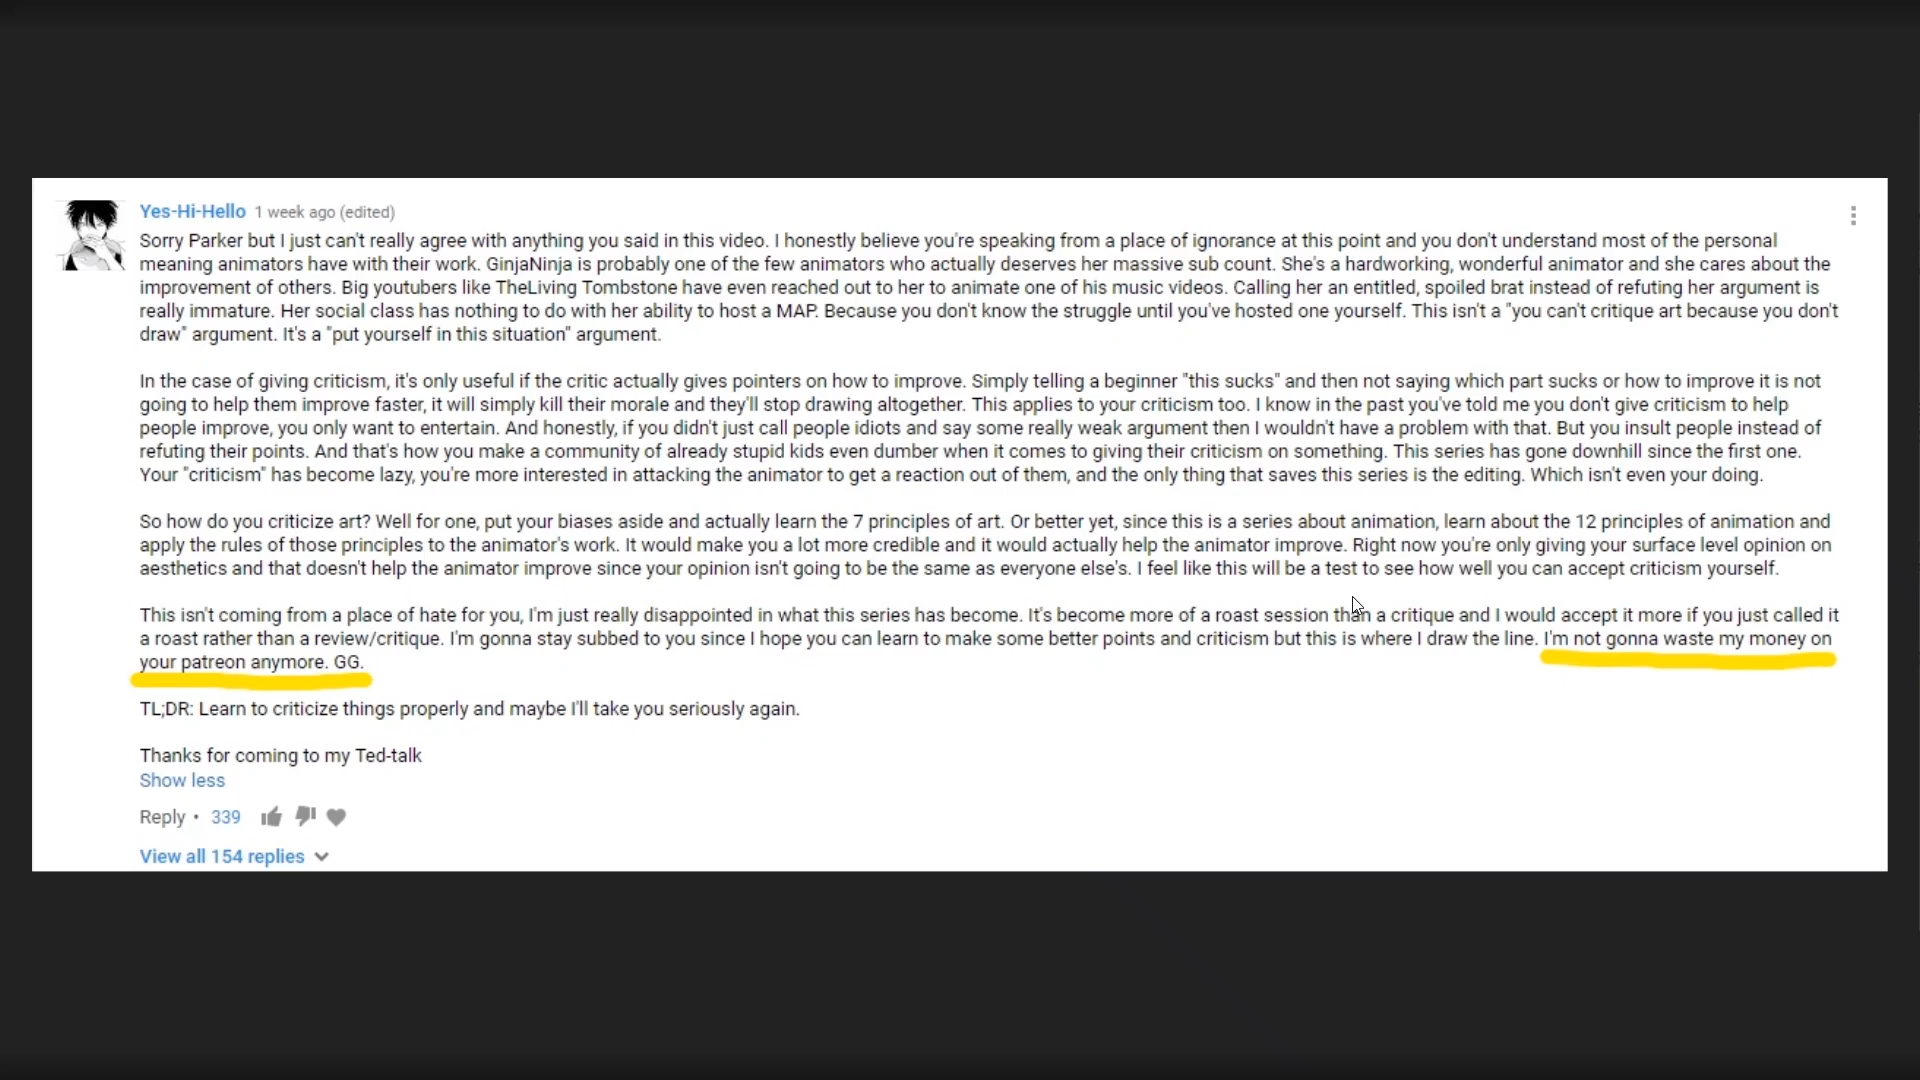 Yes-Hi-Hello 1 week ago (edited)
Sorry Parker but I just can't really agree with anything you said in this video. I honestly believe you're speaking from a place of ignorance at this point and you don't understand most of the personal
meaning animators have with their work. GinjaNinja is probably one of the few animators who actually deserves her massive sub count. She's a hardworking, wonderful animator and she cares about the
improvement of others. Big youtubers like TheLiving Tombstone have even reached out to her to animate one of his music videos. Calling her an entitled, spoiled brat instead of refuting her argument is
really immature. Her social class has nothing to do with her ability to host a MAP. Because you don't know the struggle until you've hosted one yourself. This isn't a "you can't critique art because you don't
draw" argument. It's a "put yourself in this situation" argument.
In the case of giving criticism, it's only useful if the critic actually gives pointers on how to improve. Simply telling a beginner "this sucks" and then not saying which part sucks or how to improve it is not
going to help them improve faster, it will simply kill their morale and they'll stop drawing altogether. This applies to your criticism too. I know in the past you've told me you don't give criticism to help
people improve, you only want to entertain. And honestly, if you didn't just call people idiots and say some really weak argument then I wouldn't have a problem with that. But you insult people instead of
refuting their points. And that's how you make a community of already stupid kids even dumber when it comes to giving their criticism on something. This series has gone downhill since the first one.
Your "criticism" has become lazy, you're more interested in attacking the animator to get a reaction out of them, and the only thing that saves this series is the editing. Which isn't even your doing.
So how do you criticize art? Well for one, put your biases aside and actually learn the 7 principles of art. Or better yet, since this is a series about animation, learn about the 12 principles of animation and
apply the rules of those principles to the animator's work. It would make you a lot more credible and it would actually help the animator improve. Right now you're only giving your surface level opinion on
aesthetics and that doesn't help the animator improve since your opinion isn't going to be the same as everyone else's. I feel like this will be a test to see how well you can accept criticism yourself.
This isn't coming from a place of hate for you, I'm just really disappointed in what this series has become. It's become more of a roast session than a critique and I would accept it more if you just called it
a roast rather than a review/critique. I'm gonna stay subbed to you since I hope you can learn to make some better points and criticism but this is where I draw the line. I'm not gonna waste my money on
your patreon anymore. GG.
TL;DR: Learn to criticize things properly and maybe I'll take you seriously again.
Thanks for coming to my Ted-talk
Show less
Reply • 339
View all 154 replies